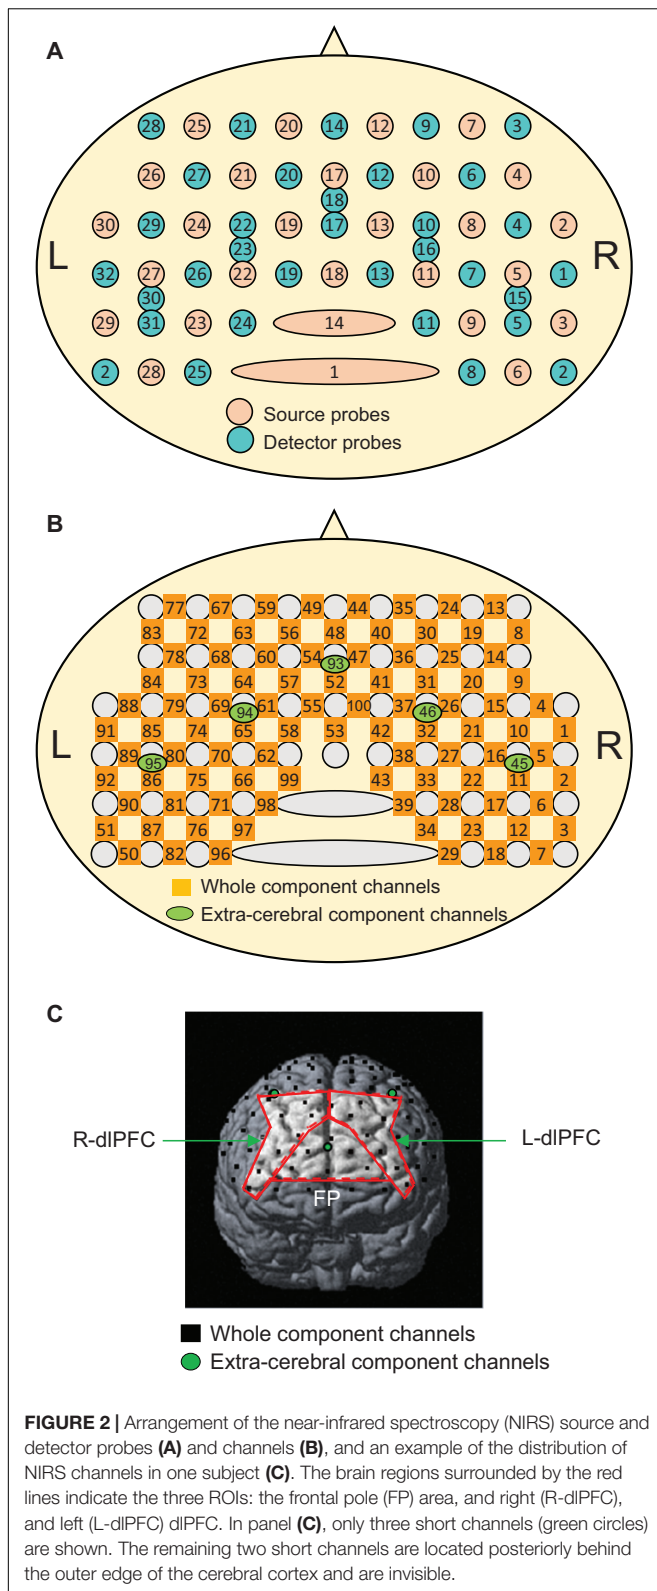 A
28 25 21 20 14 12 9 7 3
26 27 21 20 17 12 10 6 4
18
30 29 24 22 19 17 13 10 8 4 2
23 16
L R
32 27 26 22 19 18 13 11 7 5 1
30 15
29 31 23 24 14 11 9 5 3
2 28 25 1 8 6 2
Source probes
Detector probes
B
77 67 59 49 44 35 24 13
83 72 63 56 48 40 30 19 8
78 68 60 54 93 47 36 25 14
84 73 64 57 52 41 31 20 9
88 79 69 94 61 55 100 37 46 26 15 4
91 85 74 65 58 53 42 32 21 10 1
L R
89 95 80 70 62 38 27 16 45 5
92 86 75 66 99 43 33 22 11 2
90 81 71 98 39 28 17 6
51 87 76 97 34 23 12 3
50 82 96 29 18 7
Whole component channels
Extra-cerebral component channels
C
R-dlPFC L-dlPFC
FP
Whole component channels
Extra-cerebral component channels
FIGURE 2 | Arrangement of the near-infrared spectroscopy (NIRS) source and
detector probes (A) and channels (B), and an example of the distribution of
NIRS channels in one subject (C). The brain regions surrounded by the red
lines indicate the three ROIs: the frontal pole (FP) area, and right (R-dlPFC),
and left (L-dlPFC) dlPFC. In panel (C), only three short channels (green circles)
are shown. The remaining two short channels are located posteriorly behind
the outer edge of the cerebral cortex and are invisible.